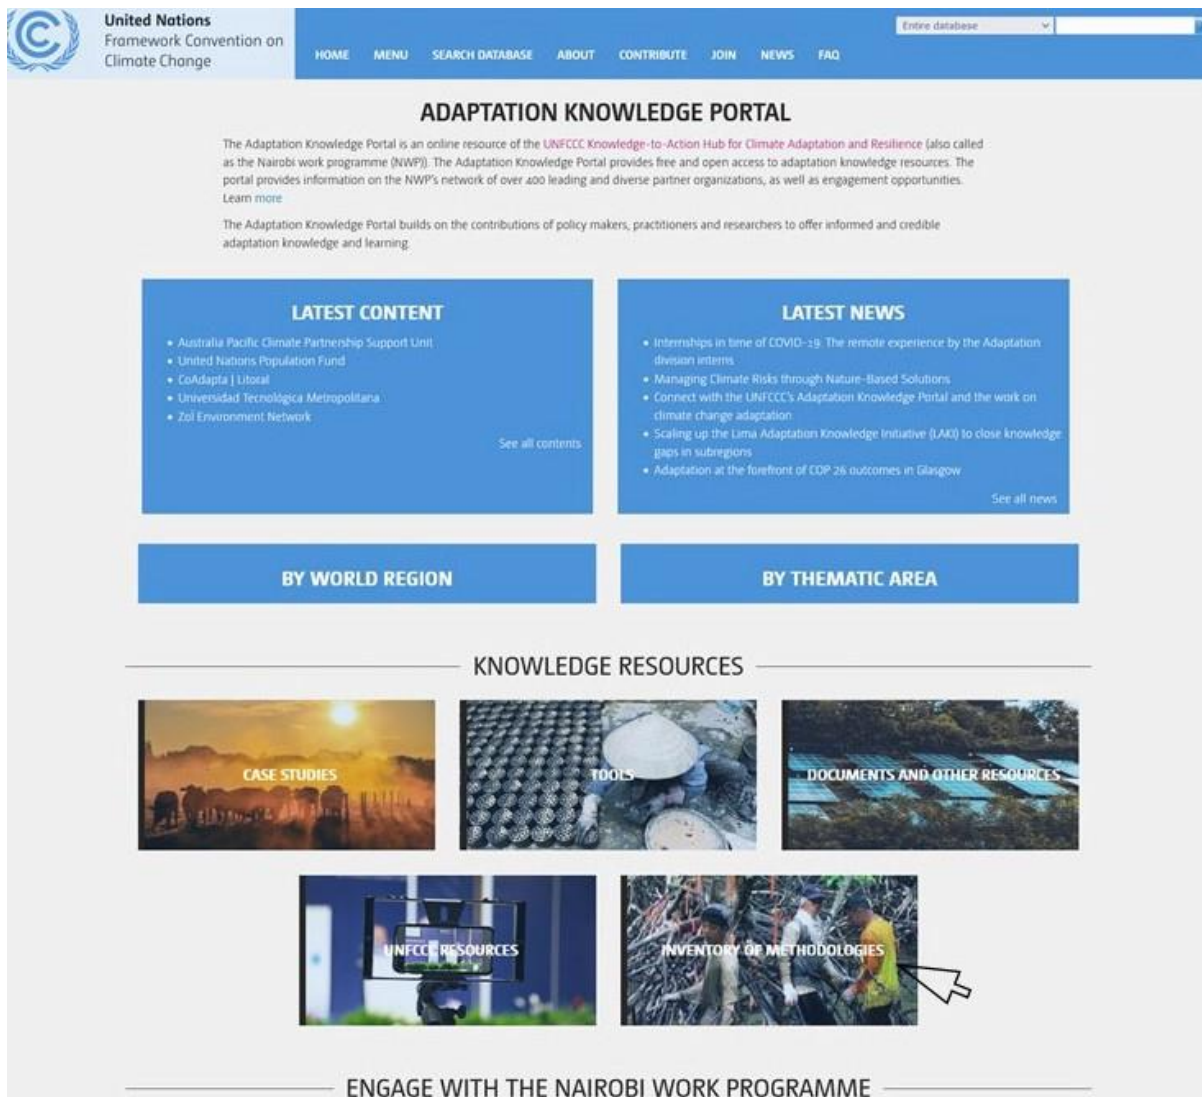 United Nations
Framework Convention on
Climate Change
Entire database
HOME MENU SEARCH DATABASE ABOUT CONTRIBUTE JOIN NEWS FAQ
ADAPTATION KNOWLEDGE PORTAL
The Adaptation Knowledge Portal is an online resource of the UNFCCC Knowledge-to-Action Hub for Climate Adaptation and Resilience (also called
as the Nairobi work programme (NWP)). The Adaptation Knowledge Portal provides free and open access to adaptation knowledge resources. The
portal provides information on the NWP's network of over 400 leading and diverse partner organizations, as well as engagement opportunities.
Learn more
The Adaptation Knowledge Portal builds on the contributions of policy makers, practitioners and researchers to offer informed and credible
adaptation knowledge and learning.
LATEST CONTENT
• Australia Pacific Climate Partnership Support Unit
• United Nations Population Fund
• CoAdapta | Litoral
• Universidad Tecnológica Metropolitana
• Zoï Environment Network
See all contents
LATEST NEWS
• Internships in time of COVID-19: The remote experience by the Adaptation
division interns
• Managing Climate Risks through Nature-Based Solutions
• Connect with the UNFCCC's Adaptation Knowledge Portal and the work on
climate change adaptation
• Scaling up the Lima Adaptation Knowledge Initiative (LAKI) to close knowledge
gaps in subregions
• Adaptation at the forefront of COP 26 outcomes in Glasgow
See all news
BY WORLD REGION
BY THEMATIC AREA
KNOWLEDGE RESOURCES
CASE STUDIES
TOOLS
DOCUMENTS AND OTHER RESOURCES
UNFCCC RESOURCES
INVENTORY OF METHODOLOGIES
ENGAGE WITH THE NAIROBI WORK PROGRAMME